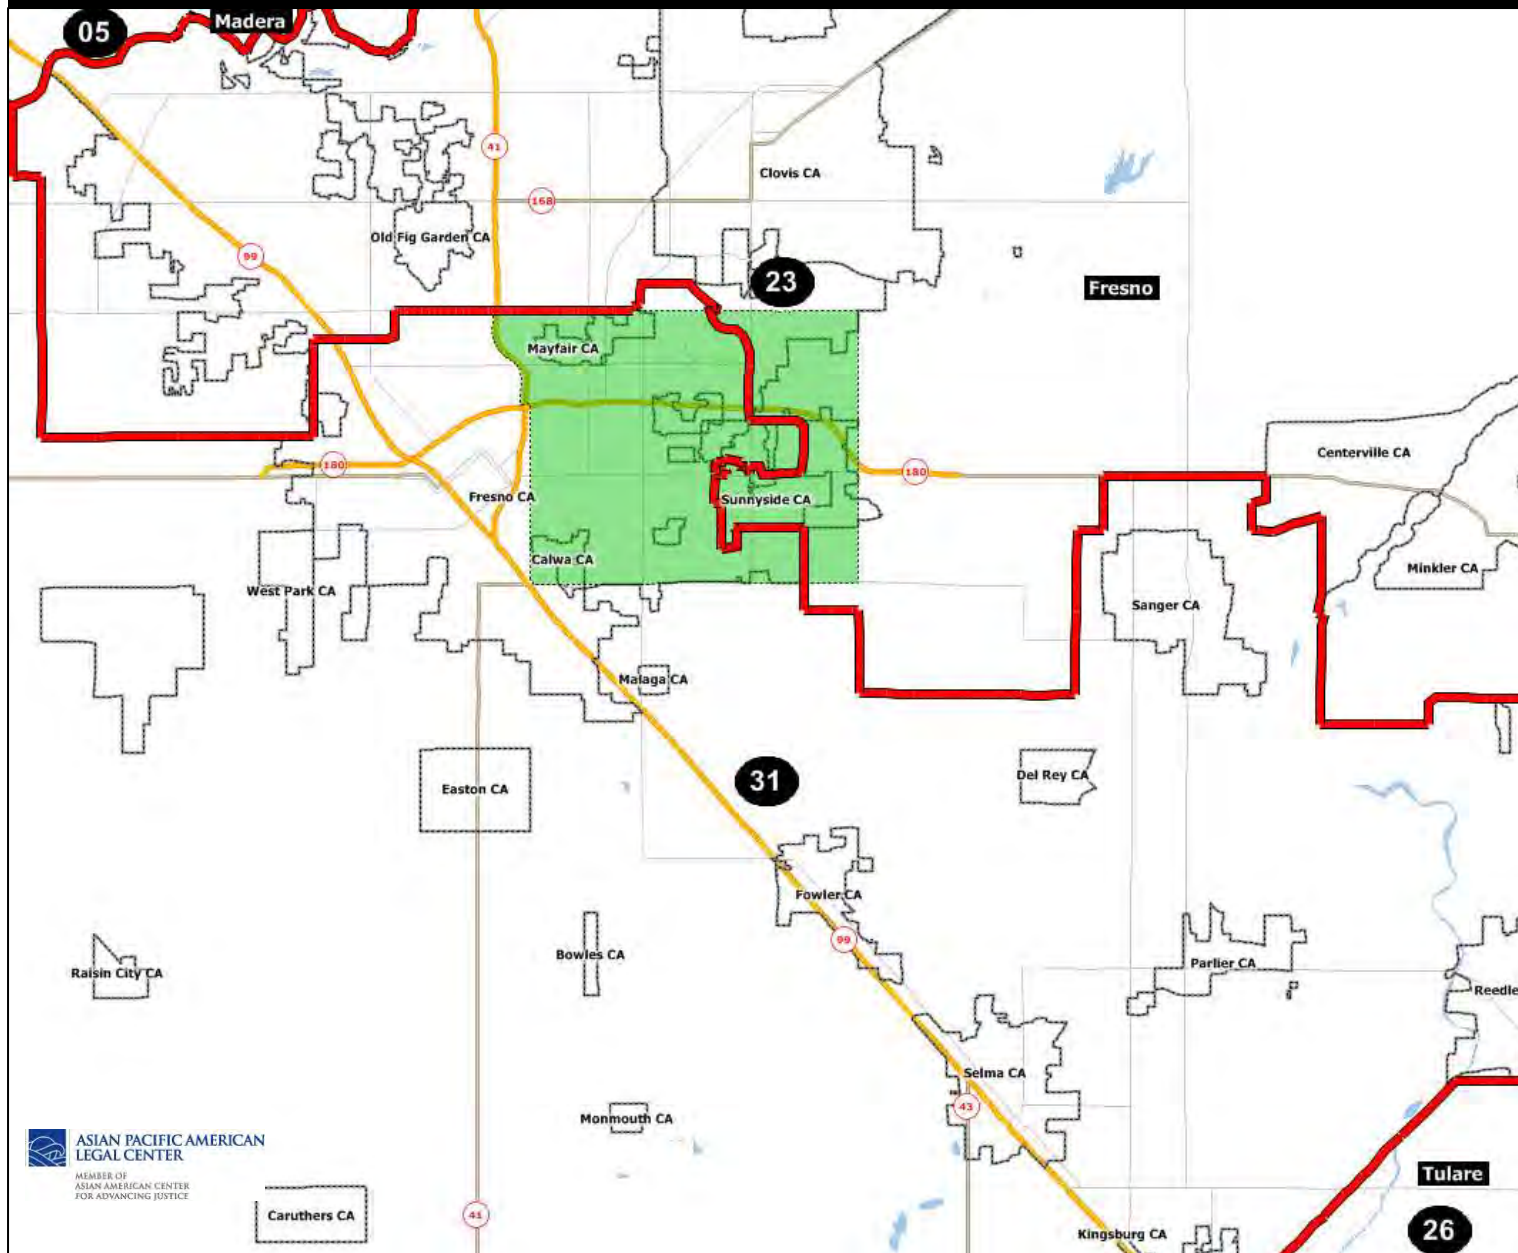 05
Madera
41
168
Clovis CA
Old Fig Garden CA
99
23
Fresno
Mayfair CA
Centerville CA
180
180
Fresno CA
Sunnyside CA
Calwa CA
Minkler CA
West Park CA
Sanger CA
Malaga CA
31
Del Rey CA
Easton CA
Fowler CA
99
Bowles CA
Parlier CA
Raisin City CA
Reedle
Selma CA
43
Monmouth CA
ASIAN PACIFIC AMERICAN
LEGAL CENTER
MEMBER OF
ASIAN AMERICAN CENTER
FOR ADVANCING JUSTICE
Tulare
Caruthers CA
41
26
Kingsburg CA